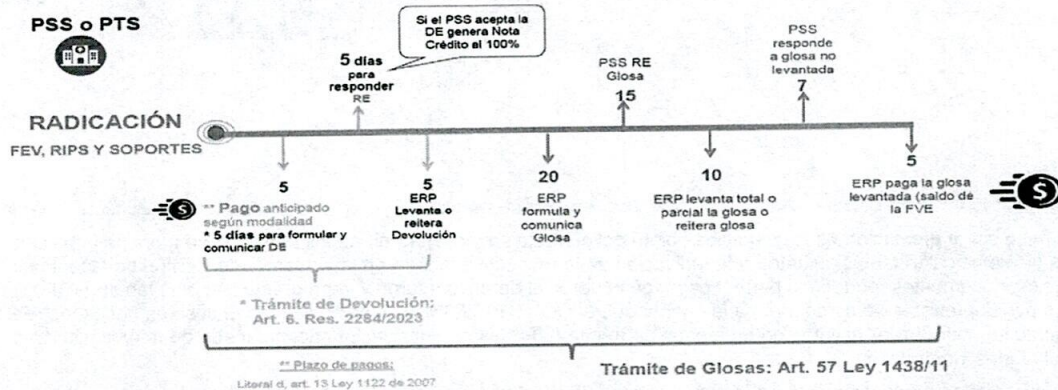 PSS o PTS
Si el PSS acepta la
DE genera Nota
Crédito al 100%
5 días
para
responder
RE
PSS RE
Glosa
15
PSS
responde
a glosa no
levantada
7
RADICACIÓN
FEV, RIPS Y SOPORTES
5
** Pago anticipado
según modalidad
* 5 días para formular y
comunicar DE
5
ERP
Levanta o
reitera
Devolución
20
ERP
formula y
comunica
Glosa
10
ERP levanta total o
parcial la glosa o
reitera glosa
5
ERP paga la glosa
levantada (saldo de
la FVE
* Trámite de Devolución:
Art. 6. Res. 2284/2023
** Plazo de pagos:
Literal d, art. 13 Ley 1122 de 2007
Trámite de Glosas: Art. 57 Ley 1438/11